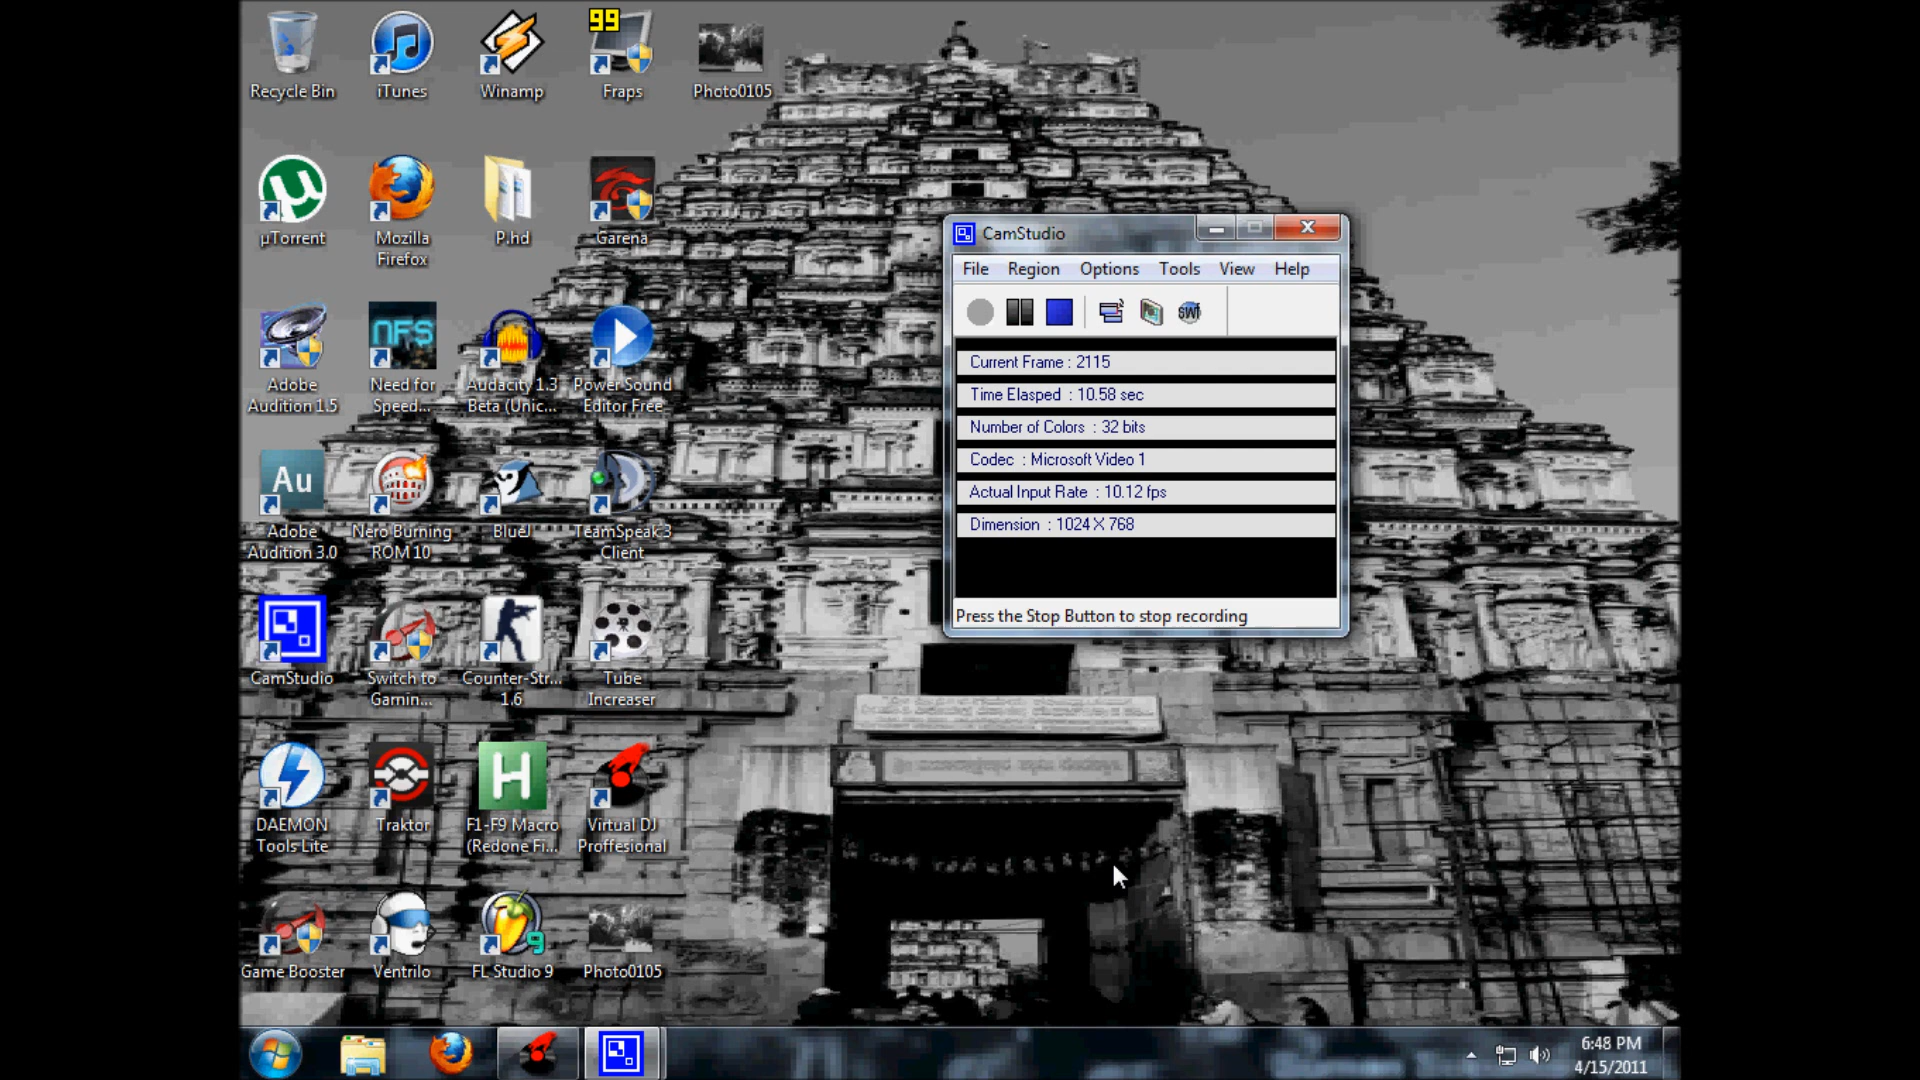 Recycle Bin
iTunes
Winamp
99
Fraps
Photo0105
µTorrent
Mozilla
Firefox
P.hd
Garena
Adobe
Audition 1.5
NFS
Need for
Speed...
Audacity 1.3
Beta (Unic...
Power Sound
Editor Free
Au
Adobe
Audition 3.0
Nero Burning
ROM 10
BlueJ
TeamSpeak 3
Client
CamStudio
Switch to
Gamin...
Counter-Str...
1.6
Tube
Increaser
DAEMON
Tools Lite
Traktor
H
F1-F9 Macro
(Redone Fi...
Virtual DJ
Proffesional
Game Booster
Ventrilo
9
FL Studio 9
Photo0105
CamStudio
File Region Options Tools View Help
SWf
Current Frame : 2115
Time Elasped : 10.58 sec
Number of Colors : 32 bits
Codec : Microsoft Video 1
Actual Input Rate : 10.12 fps
Dimension : 1024 X 768
Press the Stop Button to stop recording
6:48 PM
4/15/2011